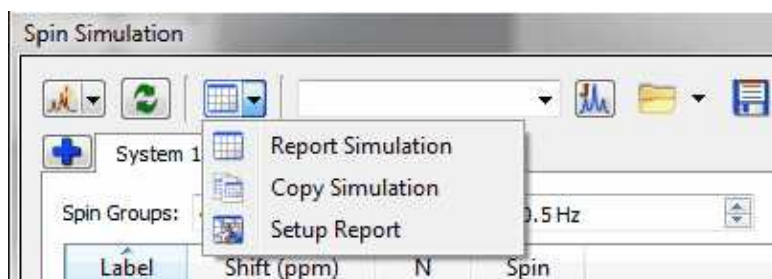 Spin Simulation
System 1
Report Simulation
Copy Simulation
Setup Report
Spin Groups:
0.5 Hz
Label Shift (ppm) N Spin